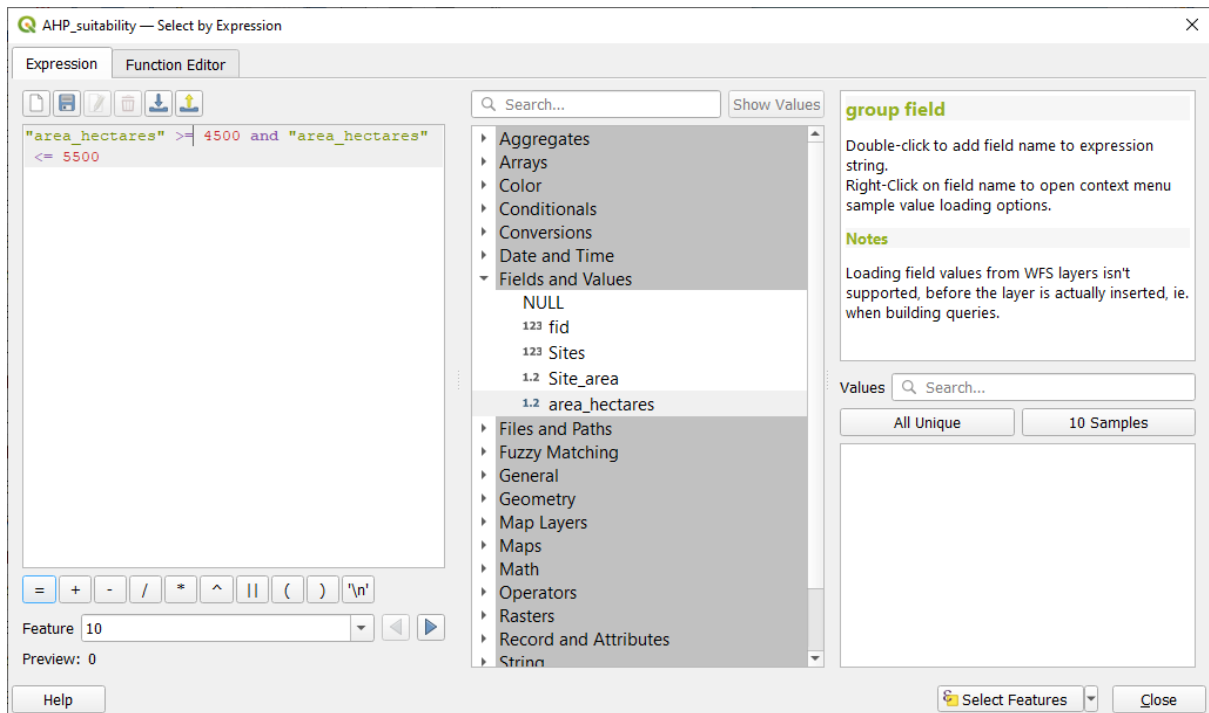 AHP_suitability — Select by Expression
Expression
Function Editor
"area_hectares" >= 4500 and "area_hectares"
<= 5500
= + - / * ^ || ( ) '\n'
Feature 10
Preview: 0
Search...
Show Values
Aggregates
Arrays
Color
Conditionals
Conversions
Date and Time
Fields and Values
NULL
123 fid
123 Sites
1.2 Site_area
1.2 area_hectares
Files and Paths
Fuzzy Matching
General
Geometry
Map Layers
Maps
Math
Operators
Rasters
Record and Attributes
String
group field
Double-click to add field name to expression
string.
Right-Click on field name to open context menu
sample value loading options.
Notes
Loading field values from WFS layers isn't
supported, before the layer is actually inserted, ie.
when building queries.
Values Search...
All Unique
10 Samples
Help
Select Features
Close